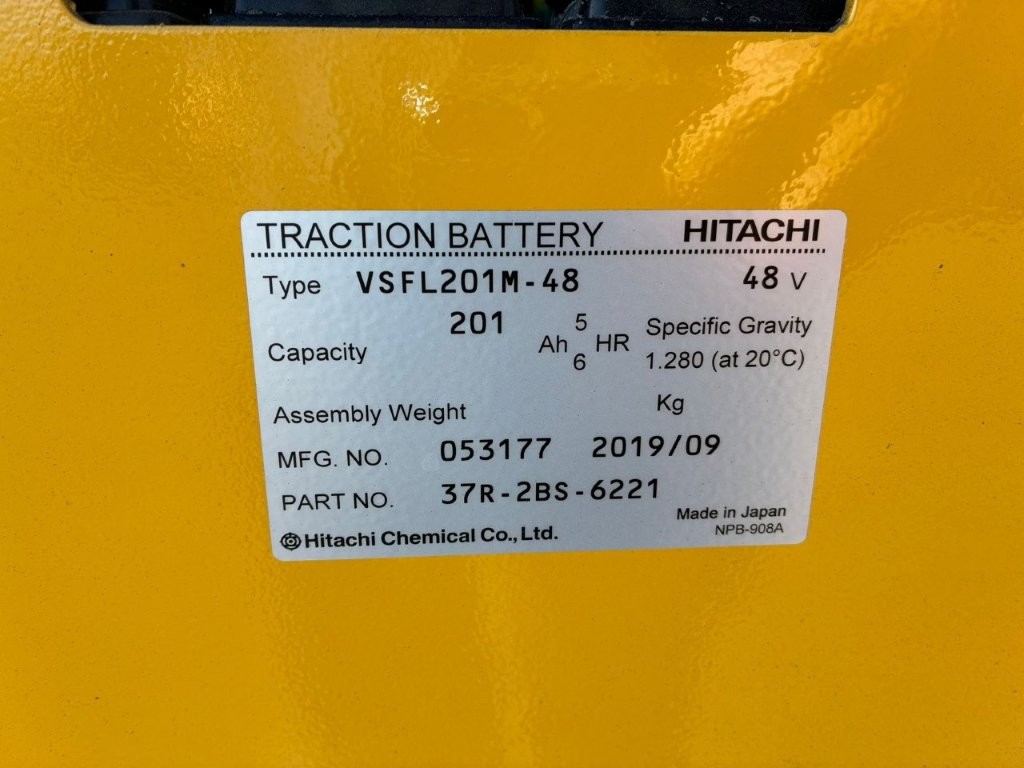 TRACTION BATTERY HITACHI
Type VSFL201M-48 48 V
Capacity 201 Ah 5 6 HR Specific Gravity
1.280 (at 20°C)
Assembly Weight Kg
MFG. NO. 053177 2019/09
PART NO. 37R-2BS-6221
Made in Japan
Hitachi Chemical Co., Ltd. NPB-908A